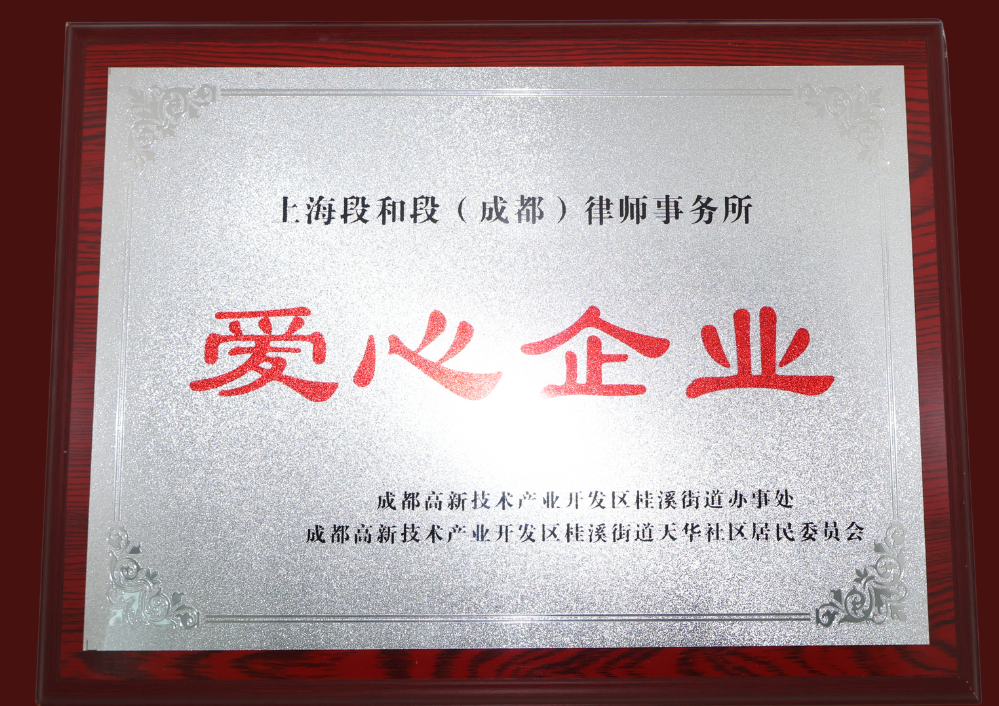 上海段和段（成都）律师事务所
爱心企业
成都高新技术产业开发区桂溪街道办事处
成都高新技术产业开发区桂溪街道天华社区居民委员会